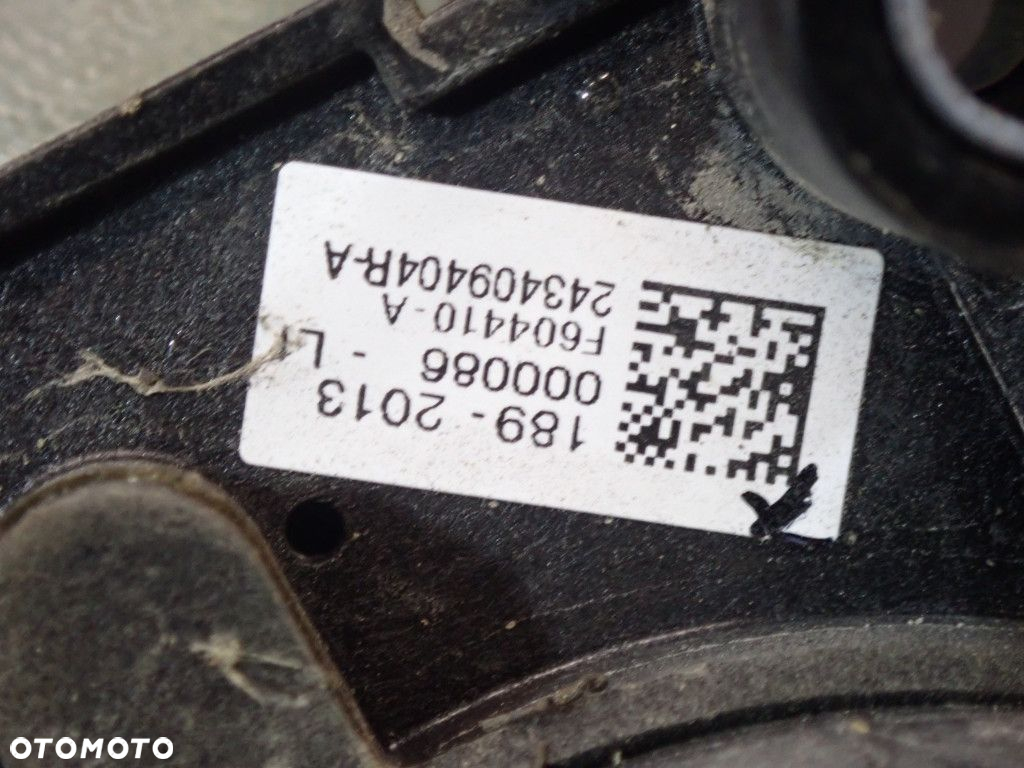 189 - 2013
000086 -
F604410 - A
243409404R-A
OTOMOTO